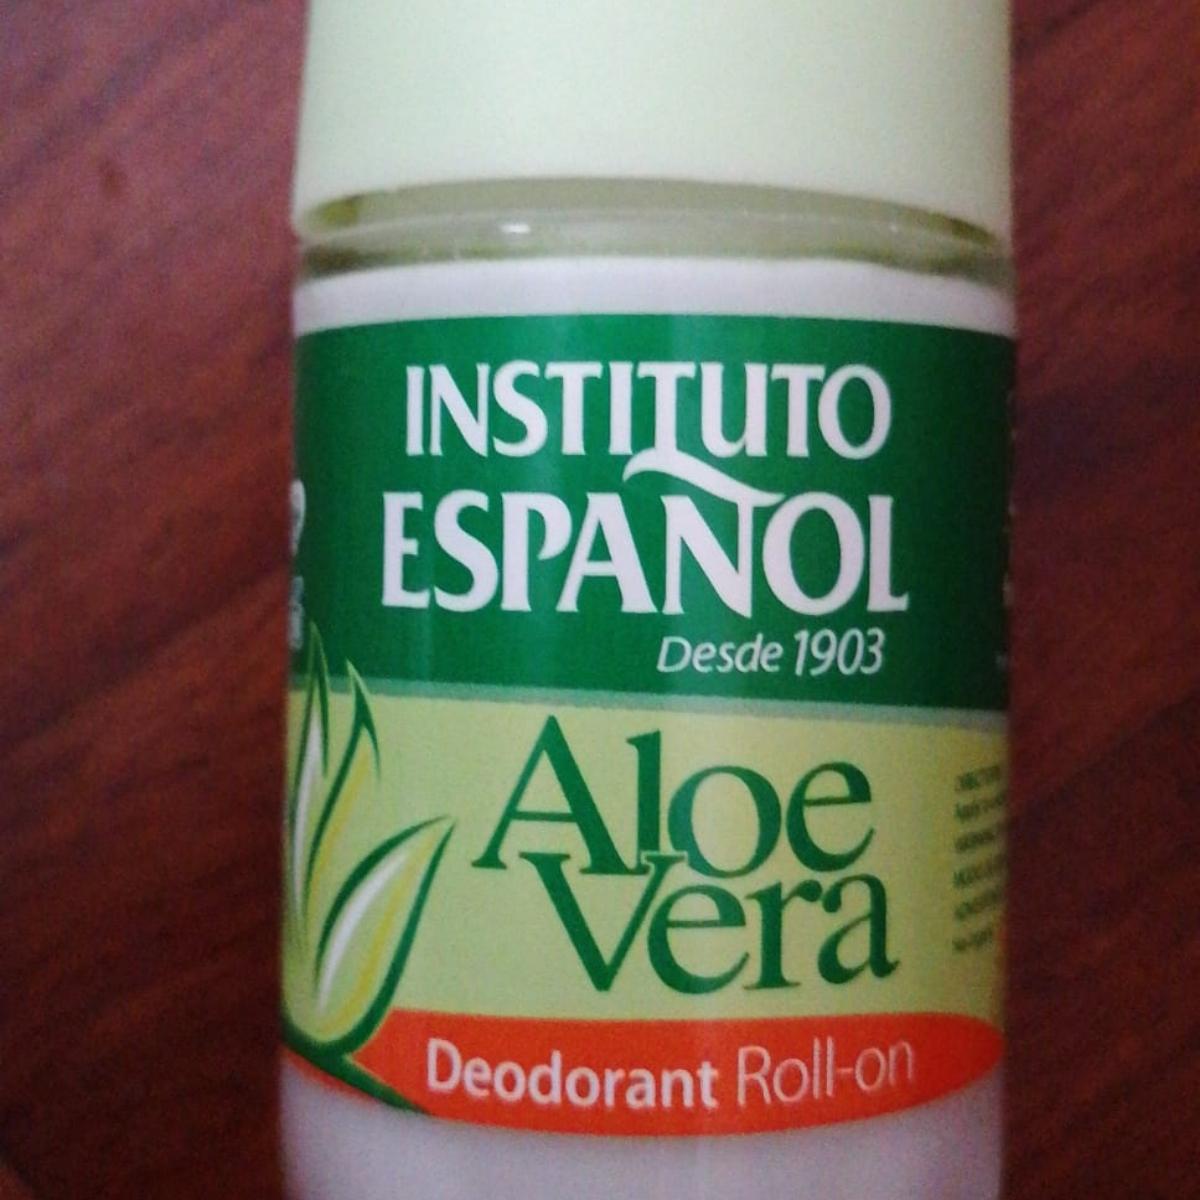 INSTITUTO
ESPAÑOL
Desde 1903
Aloe
Vera
Deodorant Roll-on